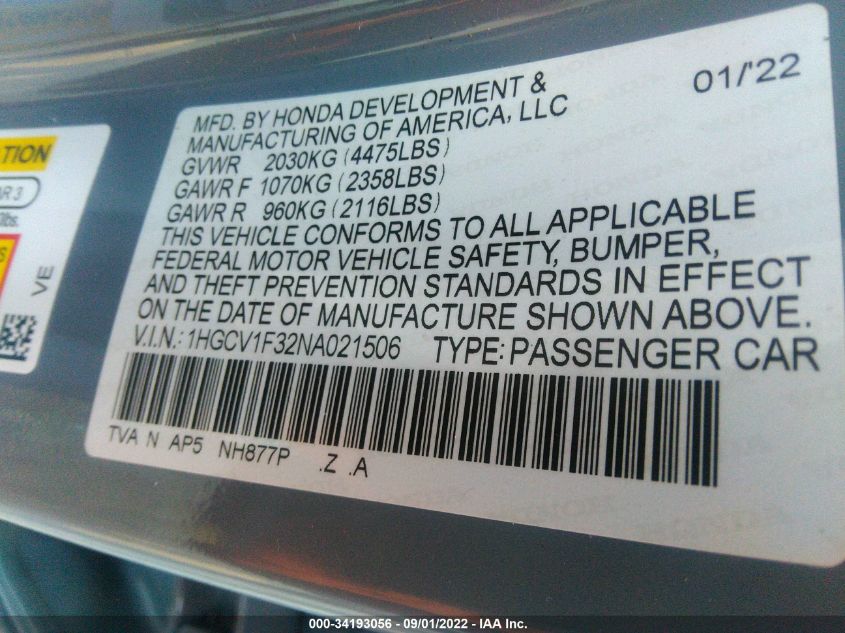 MFD. BY HONDA DEVELOPMENT &
MANUFACTURING OF AMERICA, LLC
01/'22
GVWR 2030KG (4475LBS)
GAWR F 1070KG (2358LBS)
GAWR R 960KG (2116LBS)
THIS VEHICLE CONFORMS TO ALL APPLICABLE
FEDERAL MOTOR VEHICLE SAFETY, BUMPER,
AND THEFT PREVENTION STANDARDS IN EFFECT
ON THE DATE OF MANUFACTURE SHOWN ABOVE.
V.I.N.: 1HGCV1F32NA021506 TYPE: PASSENGER CAR
TVA N AP5 NH877P .Z .A
VE
000-34193056 - 09/01/2022 - IAA Inc.